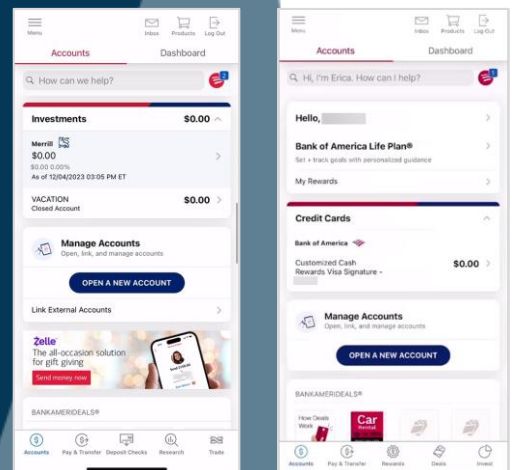 Menu
Inbox Products Log Out
Accounts Dashboard
How can we help?
2
Investments $0.00
Merrill
$0.00
$0.00 0.00%
As of 12/04/2023 03:05 PM ET
VACATION $0.00
Closed Account
Manage Accounts
Open, link, and manage accounts
OPEN A NEW ACCOUNT
Link External Accounts
Zelle
The all-occasion solution
for gift giving
Send money now
BANKAMERIDEALS®
Accounts Pay & Transfer Deposit Checks Research Trade
Menu
Inbox Products Log Out
Accounts Dashboard
Hi, I'm Erica. How can I help?
Hello,
Bank of America Life Plan®
Set + track goals with personalized guidance
My Rewards
Credit Cards
Bank of America
Customized Cash $0.00
Rewards Visa Signature -
Manage Accounts
Open, link, and manage accounts
OPEN A NEW ACCOUNT
BANKAMERIDEALS®
How Deals
Work
Car
Rental
Accounts Pay & Transfer Rewards Deals Invest